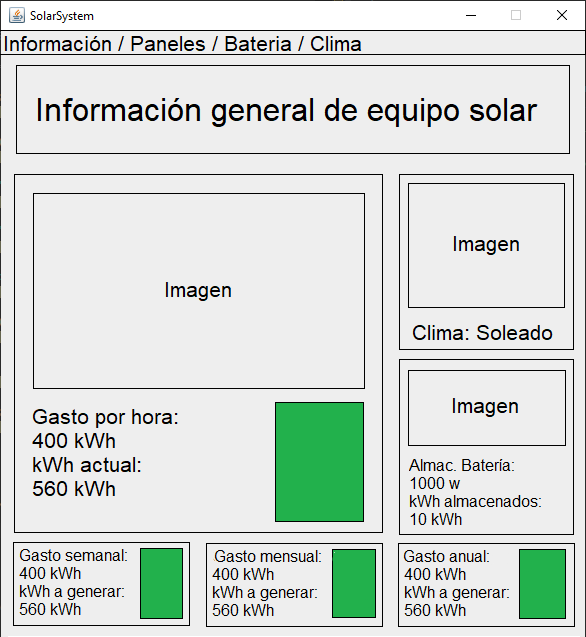 SolarSystem
Información / Paneles / Bateria / Clima
Información general de equipo solar
Imagen
Gasto por hora:
400 kWh
kWh actual:
560 kWh
Imagen
Clima: Soleado
Imagen
Almac. Batería:
1000 w
kWh almacenados:
10 kWh
Gasto semanal:
400 kWh
kWh a generar:
560 kWh
Gasto mensual:
400 kWh
kWh a generar:
560 kWh
Gasto anual:
400 kWh
kWh a generar:
560 kWh